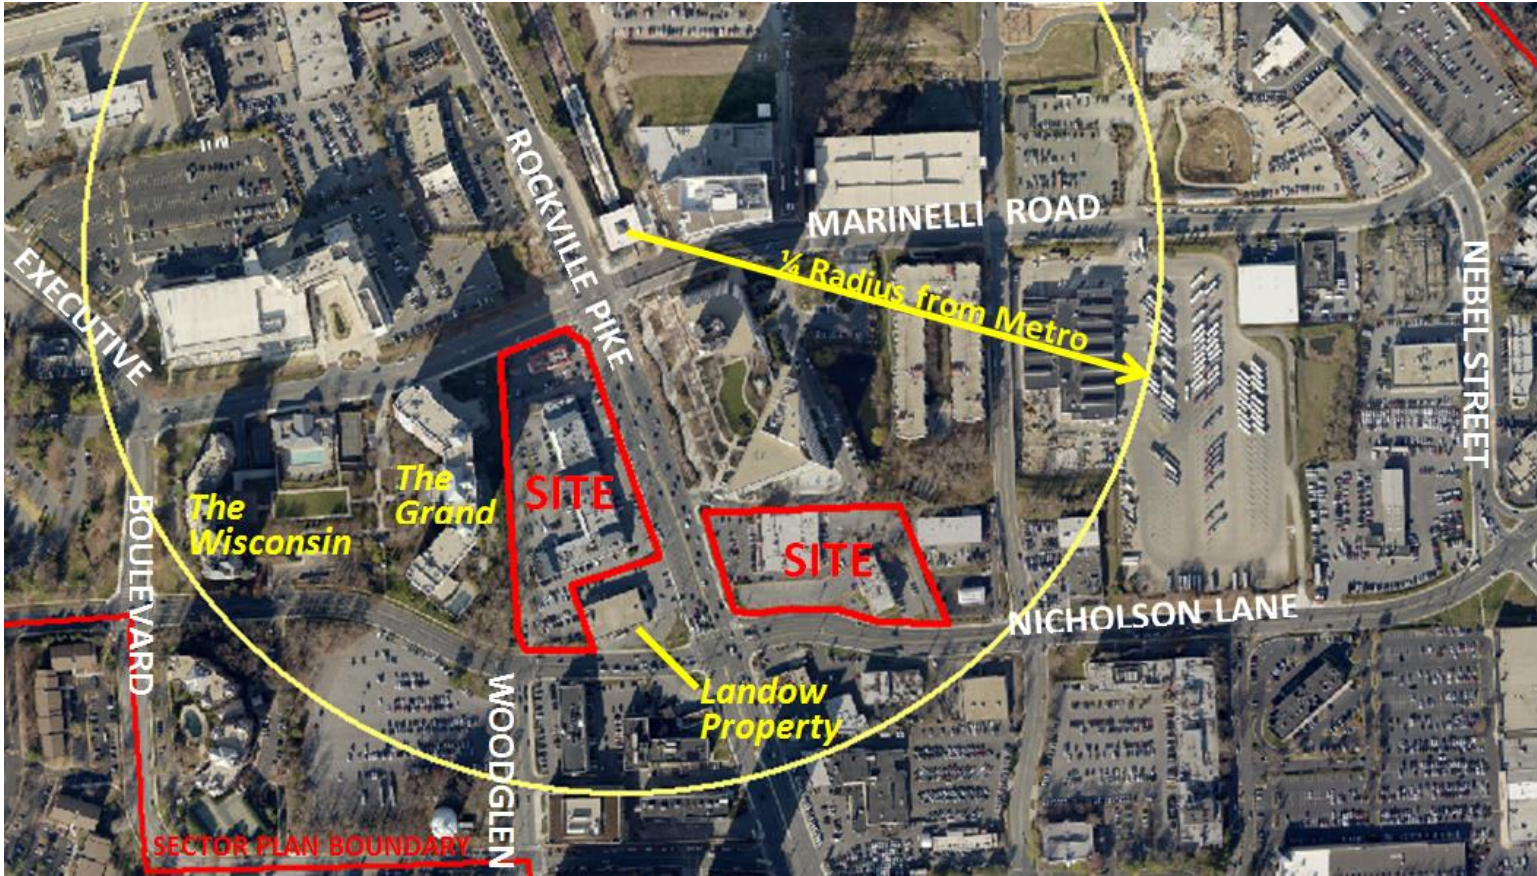 ROCKVILLE PIKE
MARINELLI ROAD
¼ Radius from Metro
EXECUTIVE
BOULEVARD
NEBEL STREET
The
Grand
The
Wisconsin
SITE
SITE
NICHOLSON LANE
Landow
Property
WOODGLEN
SECTOR PLAN BOUNDARY